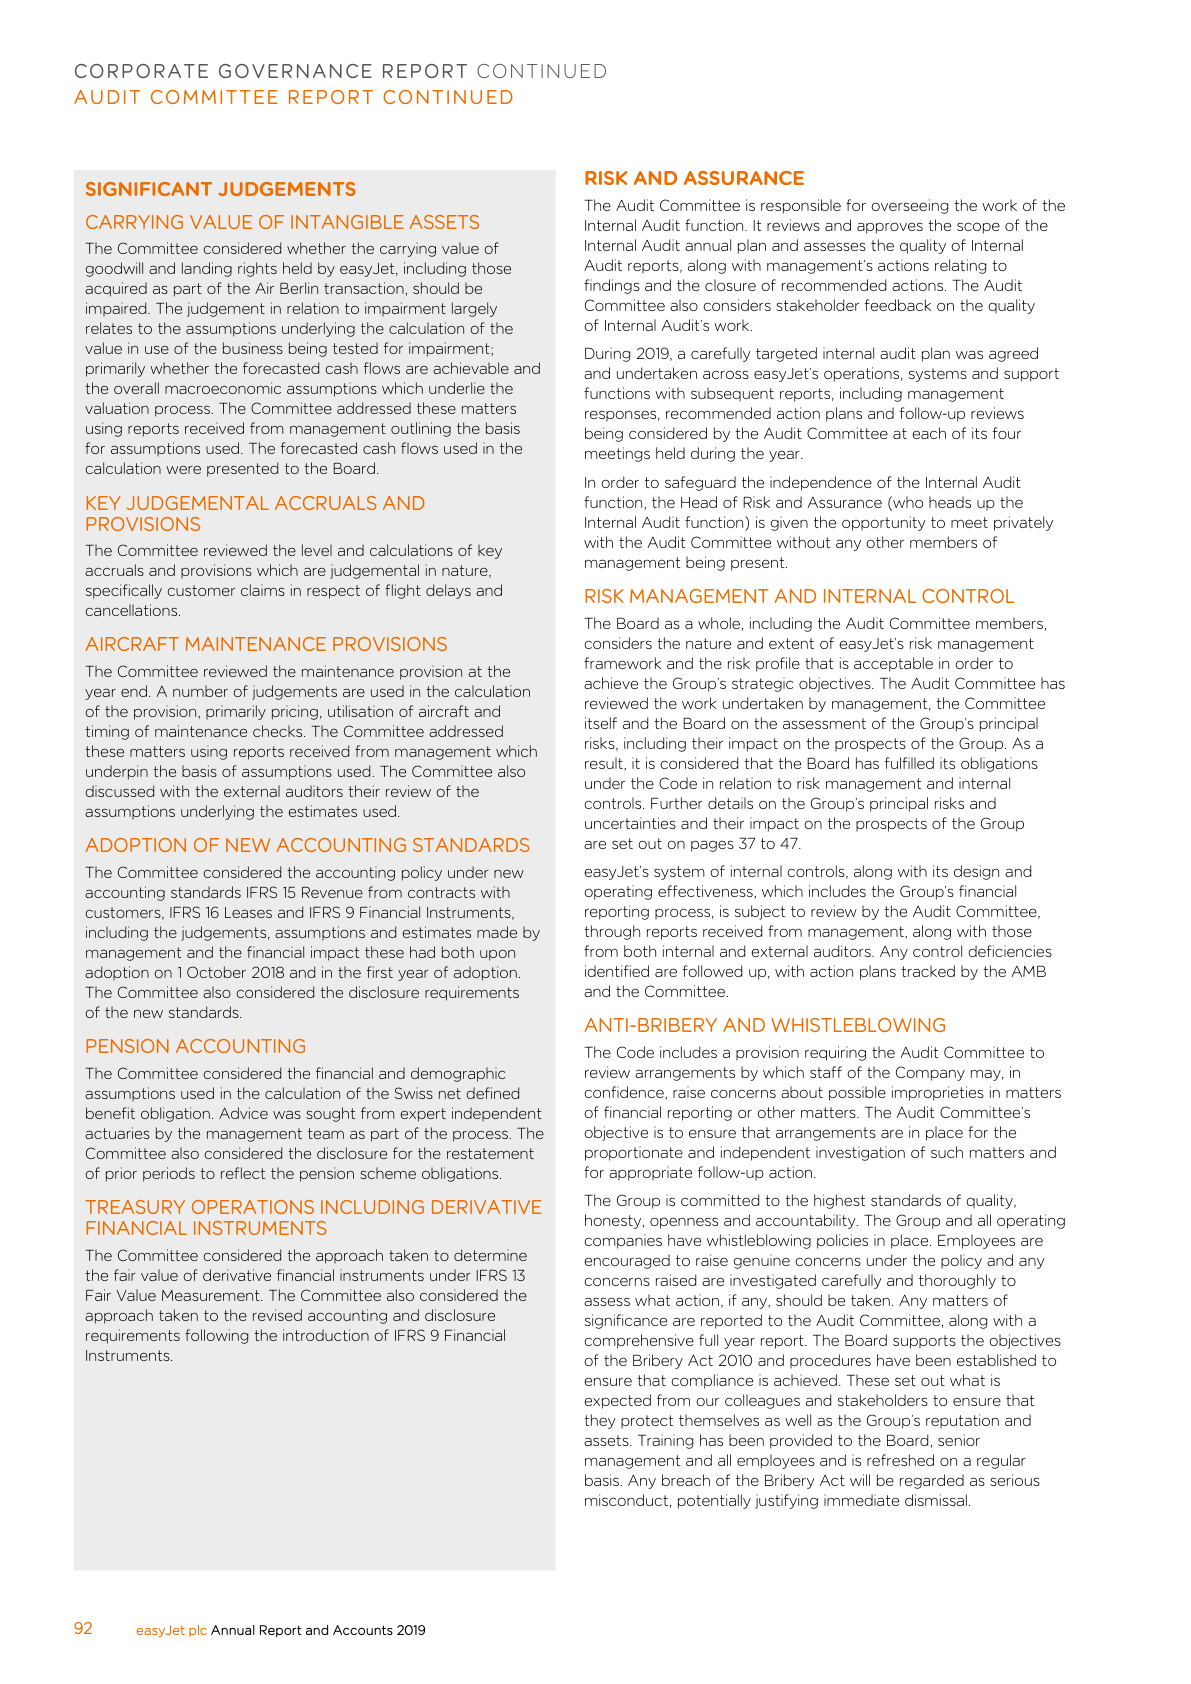 CORPORATE GOVERNANCE REPORT CONTINUED
AUDIT COMMITTEE REPORT CONTINUED
SIGNIFICANT JUDGEMENTS
CARRYING VALUE OF INTANGIBLE ASSETS
The Committee considered whether the carrying value of
goodwill and landing rights held by easyJet, including those
acquired as part of the Air Berlin transaction, should be
impaired. The judgement in relation to impairment largely
relates to the assumptions underlying the calculation of the
value in use of the business being tested for impairment;
primarily whether the forecasted cash flows are achievable and
the overall macroeconomic assumptions which underlie the
valuation process. The Committee addressed these matters
using reports received from management outlining the basis
for assumptions used. The forecasted cash flows used in the
calculation were presented to the Board.
KEY JUDGEMENTAL ACCRUALS AND
PROVISIONS
The Committee reviewed the level and calculations of key
accruals and provisions which are judgemental in nature,
specifically customer claims in respect of flight delays and
cancellations.
AIRCRAFT MAINTENANCE PROVISIONS
The Committee reviewed the maintenance provision at the
year end. A number of judgements are used in the calculation
of the provision, primarily pricing, utilisation of aircraft and
timing of maintenance checks. The Committee addressed
these matters using reports received from management which
underpin the basis of assumptions used. The Committee also
discussed with the external auditors their review of the
assumptions underlying the estimates used.
ADOPTION OF NEW ACCOUNTING STANDARDS
The Committee considered the accounting policy under new
accounting standards IFRS 15 Revenue from contracts with
customers, IFRS 16 Leases and IFRS 9 Financial Instruments,
including the judgements, assumptions and estimates made by
management and the financial impact these had both upon
adoption on 1 October 2018 and in the first year of adoption.
The Committee also considered the disclosure requirements
of the new standards.
PENSION ACCOUNTING
The Committee considered the financial and demographic
assumptions used in the calculation of the Swiss net defined
benefit obligation. Advice was sought from expert independent
actuaries by the management team as part of the process. The
Committee also considered the disclosure for the restatement
of prior periods to reflect the pension scheme obligations.
TREASURY OPERATIONS INCLUDING DERIVATIVE
FINANCIAL INSTRUMENTS
The Committee considered the approach taken to determine
the fair value of derivative financial instruments under IFRS 13
Fair Value Measurement. The Committee also considered the
approach taken to the revised accounting and disclosure
requirements following the introduction of IFRS 9 Financial
Instruments.
RISK AND ASSURANCE
The Audit Committee is responsible for overseeing the work of the
Internal Audit function. It reviews and approves the scope of the
Internal Audit annual plan and assesses the quality of Internal
Audit reports, along with management's actions relating to
findings and the closure of recommended actions. The Audit
Committee also considers stakeholder feedback on the quality
of Internal Audit's work.
During 2019, a carefully targeted internal audit plan was agreed
and undertaken across easyJet's operations, systems and support
functions with subsequent reports, including management
responses, recommended action plans and follow-up reviews
being considered by the Audit Committee at each of its four
meetings held during the year.
In order to safeguard the independence of the Internal Audit
function, the Head of Risk and Assurance (who heads up the
Internal Audit function) is given the opportunity to meet privately
with the Audit Committee without any other members of
management being present.
RISK MANAGEMENT AND INTERNAL CONTROL
The Board as a whole, including the Audit Committee members,
considers the nature and extent of easyJet's risk management
framework and the risk profile that is acceptable in order to
achieve the Group's strategic objectives. The Audit Committee has
reviewed the work undertaken by management, the Committee
itself and the Board on the assessment of the Group's principal
risks, including their impact on the prospects of the Group. As a
result, it is considered that the Board has fulfilled its obligations
under the Code in relation to risk management and internal
controls. Further details on the Group's principal risks and
uncertainties and their impact on the prospects of the Group
are set out on pages 37 to 47.
easyJet's system of internal controls, along with its design and
operating effectiveness, which includes the Group's financial
reporting process, is subject to review by the Audit Committee,
through reports received from management, along with those
from both internal and external auditors. Any control deficiencies
identified are followed up, with action plans tracked by the AMB
and the Committee.
ANTI-BRIBERY AND WHISTLEBLOWING
The Code includes a provision requiring the Audit Committee to
review arrangements by which staff of the Company may, in
confidence, raise concerns about possible improprieties in matters
of financial reporting or other matters. The Audit Committee's
objective is to ensure that arrangements are in place for the
proportionate and independent investigation of such matters and
for appropriate follow-up action.
The Group is committed to the highest standards of quality,
honesty, openness and accountability. The Group and all operating
companies have whistleblowing policies in place. Employees are
encouraged to raise genuine concerns under the policy and any
concerns raised are investigated carefully and thoroughly to
assess what action, if any, should be taken. Any matters of
significance are reported to the Audit Committee, along with a
comprehensive full year report. The Board supports the objectives
of the Bribery Act 2010 and procedures have been established to
ensure that compliance is achieved. These set out what is
expected from our colleagues and stakeholders to ensure that
they protect themselves as well as the Group's reputation and
assets. Training has been provided to the Board, senior
management and all employees and is refreshed on a regular
basis. Any breach of the Bribery Act will be regarded as serious
misconduct, potentially justifying immediate dismissal.
92 easyJet plc Annual Report and Accounts 2019